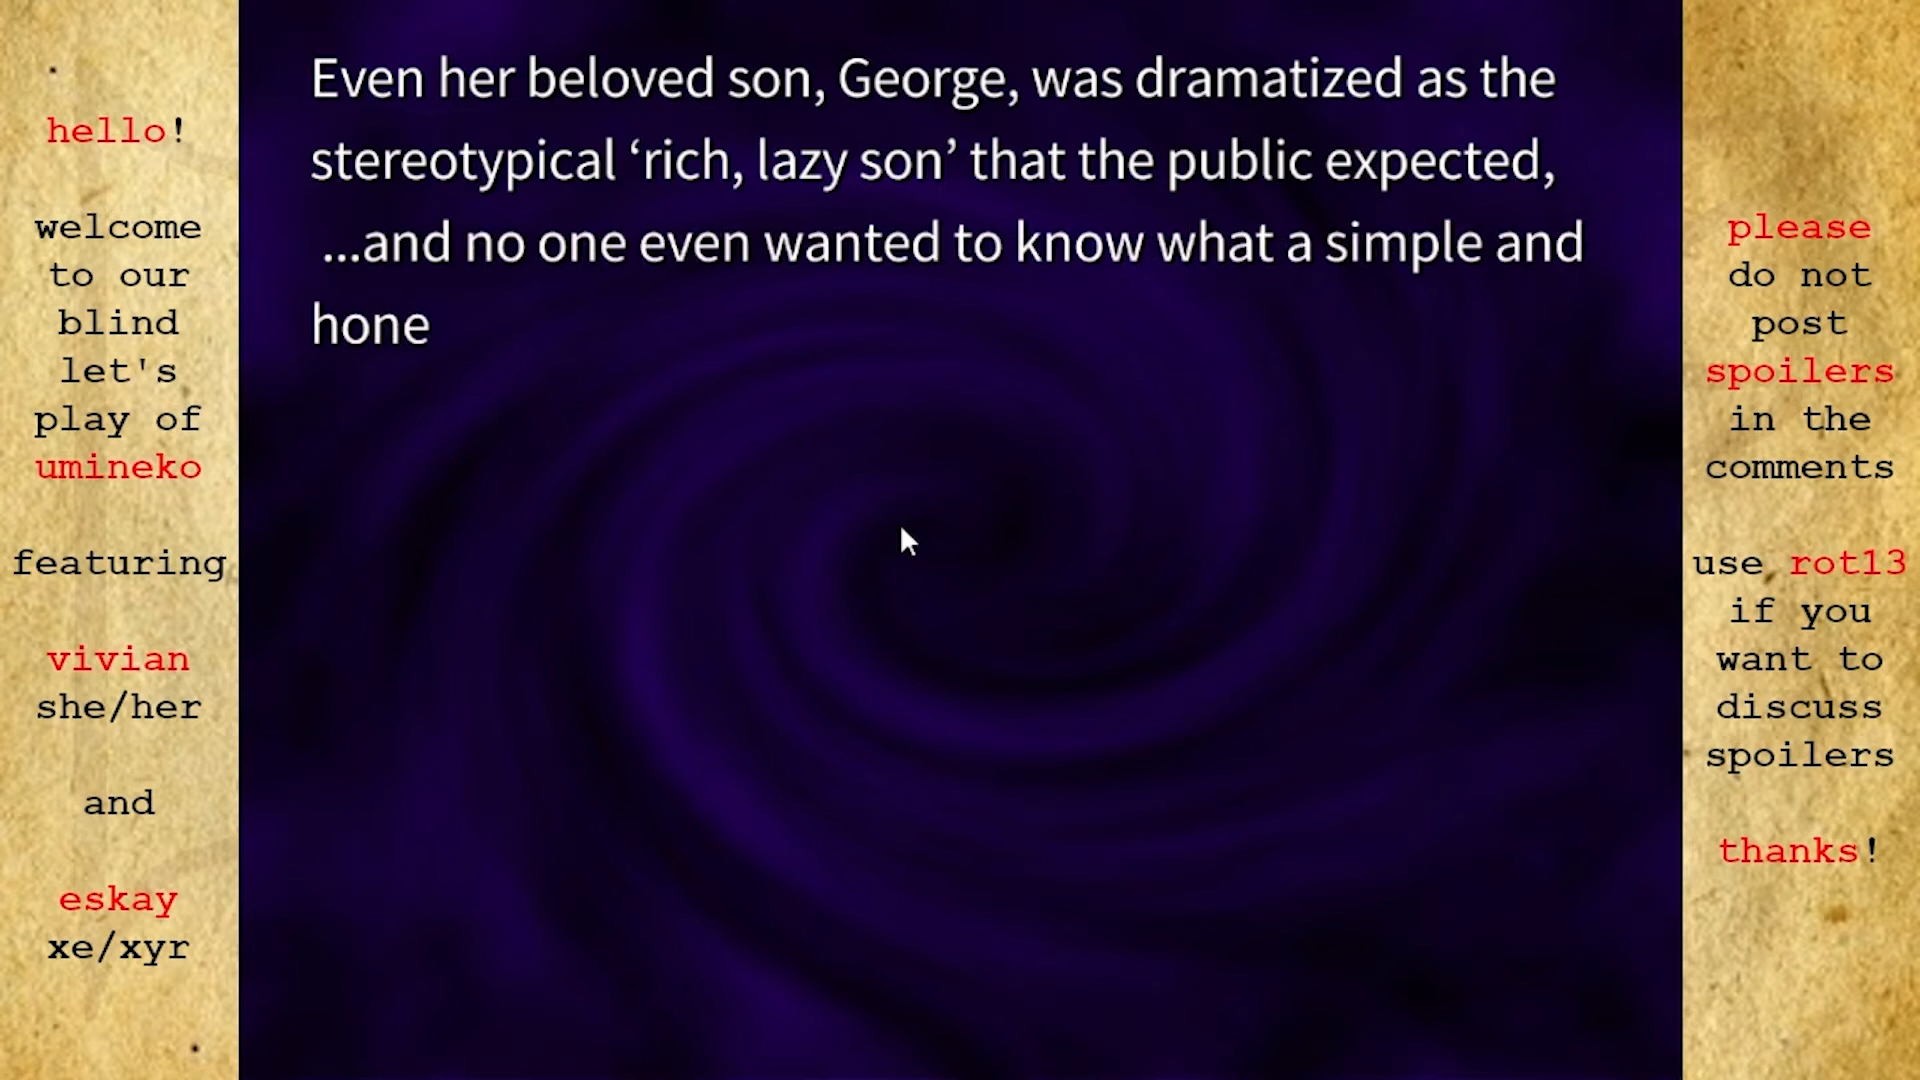 hello!
welcome
to our
blind
let's
play of
umineko
featuring
vivian
she/her
and
eskay
xe/xyr
Even her beloved son, George, was dramatized as the
stereotypical ‘rich, lazy son’ that the public expected,
...and no one even wanted to know what a simple and
hone
please
do not
post
spoilers
in the
comments
use rot13
if you
want to
discuss
spoilers
thanks!